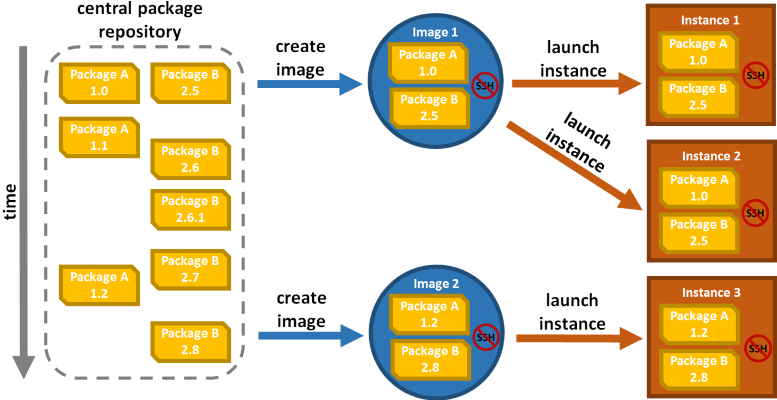 central package
repository
time
Package A
1.0
Package B
2.5
Package A
1.1
Package B
2.6
Package B
2.6.1
Package B
2.7
Package A
1.2
Package B
2.8
create
image
Image 1
Package A
1.0
Package B
2.5
SSH
launch
instance
Instance 1
Package A
1.0
Package B
2.5
SSH
launch
instance
Instance 2
Package A
1.0
Package B
2.5
SSH
create
image
Image 2
Package A
1.2
Package B
2.8
SSH
launch
instance
Instance 3
Package A
1.2
Package B
2.8
SSH